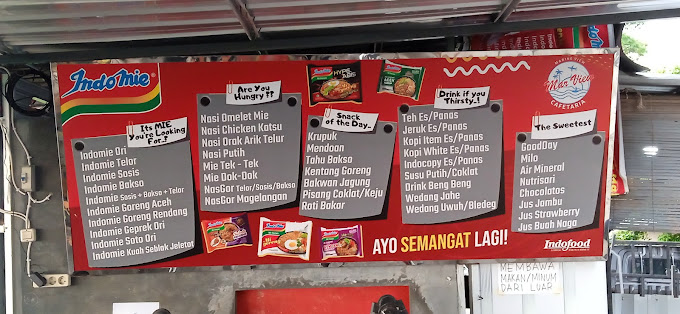 Indomie
Its MIE
You're Looking
For..?
Indomie Ori
Indomie Telar
Indomie Sosis
Indomie Bakso
Indomie Sosis + Bakso + Telar
Indomie Goreng Aceh
Indomie Goreng Rendang
Indomie Geprek Ori
Indomie Soto Ori
Indomie Kuah Seblak Jeletot
Are You
Hungry??
Nasi Omelet Mie
Nasi Chicken Katsu
Nasi Orak Arik Telur
Nasi Putih
Mie Tek - Tek
Mie Dok-Dok
NasGor Telor/Sosis/Bakso
NasGor Magelangan
Snack
of the Day..
Krupuk
Mendoan
Tahu Bakso
Kentang Goreng
Bakwan Jagung
Pisang Coklat/Keju
Roti Bakar
Drink if you
Thirsty..!
Teh Es/Panas
Jeruk Es/Panas
Kopi Item Es/Panas
Kopi White Es/Panas
Indocopy Es/Panas
Susu Putih/Coklat
Drink Beng Beng
Wedang Jahe
Wedang Uwuh/Bledeg
MARINE VIEW
Mar View
CAFETARIA
The Sweetest
GoodDay
Milo
Air Mineral
Nutrisari
Chocolatos
Jus Jambu
Jus Strawberry
Jus Buah Naga
AYO SEMANGAT LAGI!
Indofood
MEMBAWA
MAKAN/MINUM
DARI LUAR